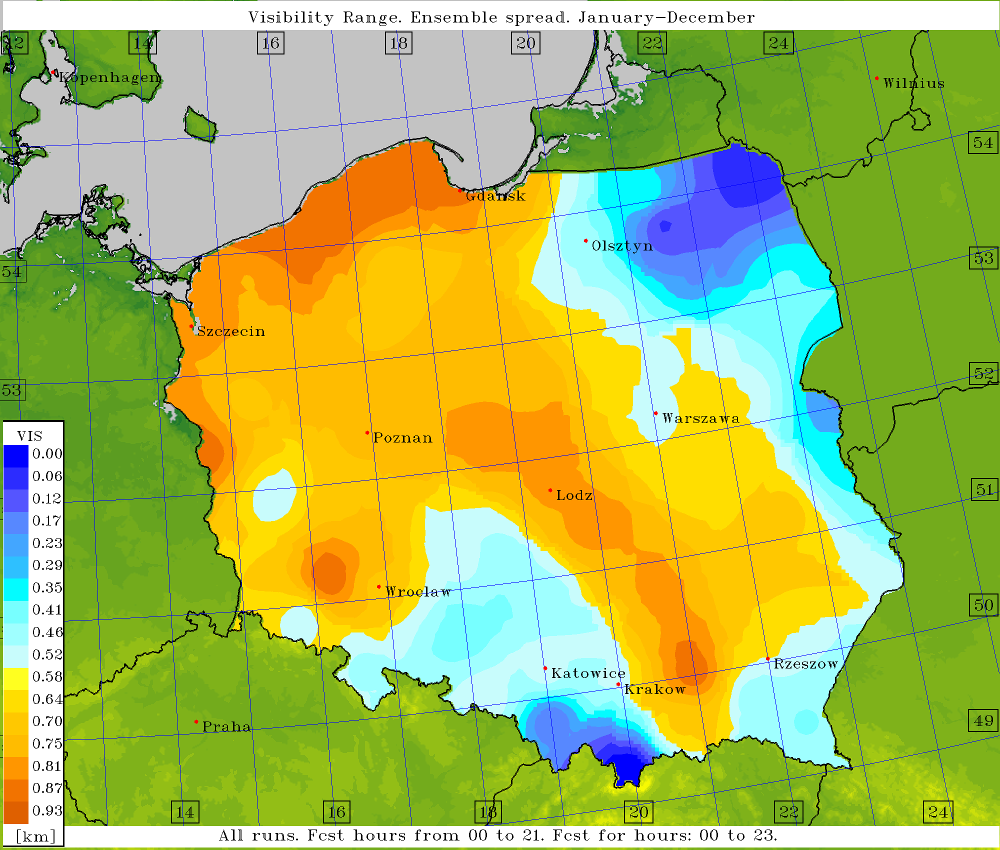 Visibility Range. Ensemble spread. January-December
12 14 16 18 20 22 24
Kopenhagen
Wilnius
54
Gdansk
Olsztyn
53
54
Szczecin
52
53
Warszawa
VIS
Poznan
0.00
0.06
51
0.12
Lodz
0.17
0.23
0.29
0.35
Wroclaw
0.41
50
0.46
0.52
Rzeszow
0.58
Katowice
Krakow
0.64
0.70
49
Praha
0.75
0.81
0.87
0.93
14 16 18 20 22 24
[km]
All runs. Fcst hours from 00 to 21. Fcst for hours: 00 to 23.